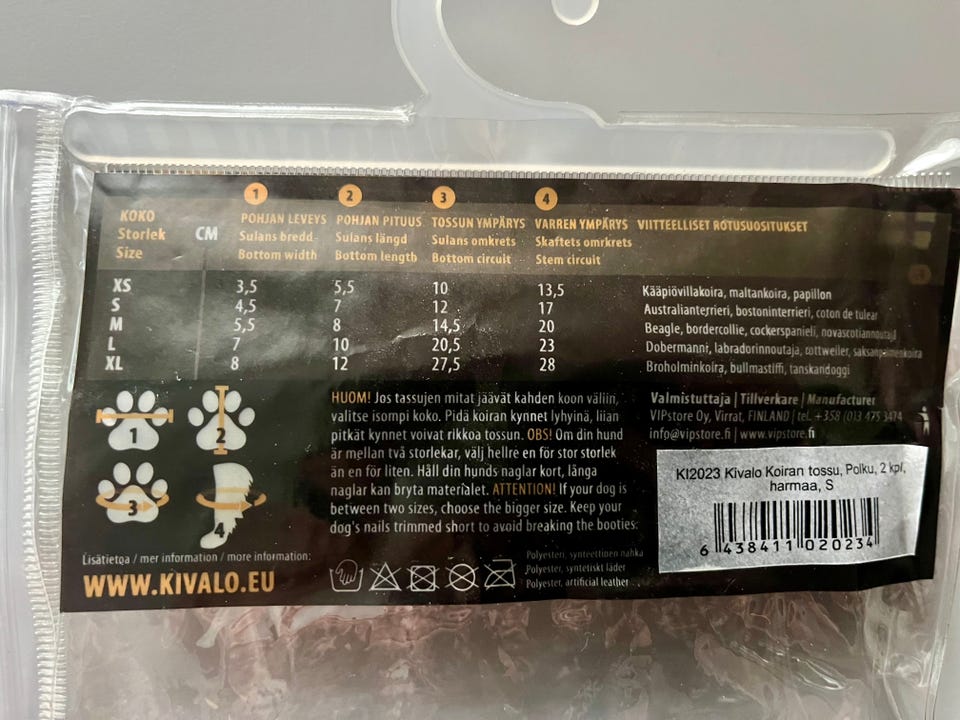 1 2 3 4
KOKO POHJAN LEVEYS POHJAN PITUUS TOSSUN YMPÄRYS VARREN YMPÄRYS VIITTEELLISET ROTUSUOSITUKSET
Storlek CM Sulans bredd Sulans längd Sulans omkrets Skaftets omrkrets
Size Bottom width Bottom length Bottom circuit Stem circuit
XS 3,5 5,5 10 13,5 Kääpiövillakoira, maltankoira, papillon
S 4,5 7 12 17 Australianterrieri, bostoninterrieri, coton de tulear
M 5,5 8 14,5 20 Beagle, bordercollie, cockerspanieli, novascotiannoutaja
L 7 10 20,5 23 Dobermanni, labradorinnoutaja, rottweiler, saksanpaimenkoira
XL 8 12 27,5 28 Broholminkoira, bullmastiffi, tanskandoggi
1 2
3 4
Lisätietoa / mer information / more information:
WWW.KIVALO.EU
HUOM! Jos tassujen mitat jäävät kahden koon väliin,
valitse isompi koko. Pidä koiran kynnet lyhyinä, liian
pitkät kynnet voivat rikkoa tossun. OBS! Om din hund
är mellan två storlekar, välj hellre en för stor storlek
än en för liten. Håll din hunds naglar kort, långa
naglar kan bryta materialet. ATTENTION! If your dog is
between two sizes, choose the bigger size. Keep your
dog's nails trimmed short to avoid breaking the booties.
Polyesteri, synteettinen nahka
Polyester, syntetiskt läder
Polyester, artificial leather
Valmistuttaja | Tillverkare | Manufacturer
VIPstore Oy, Virrat, FINLAND | tel. +358 (0)13 475 3474
info@vipstore.fi | www.vipstore.fi
KI2023 Kivalo Koiran tossu, Polku, 2 kpl,
harmaa, S
6 438411 020234